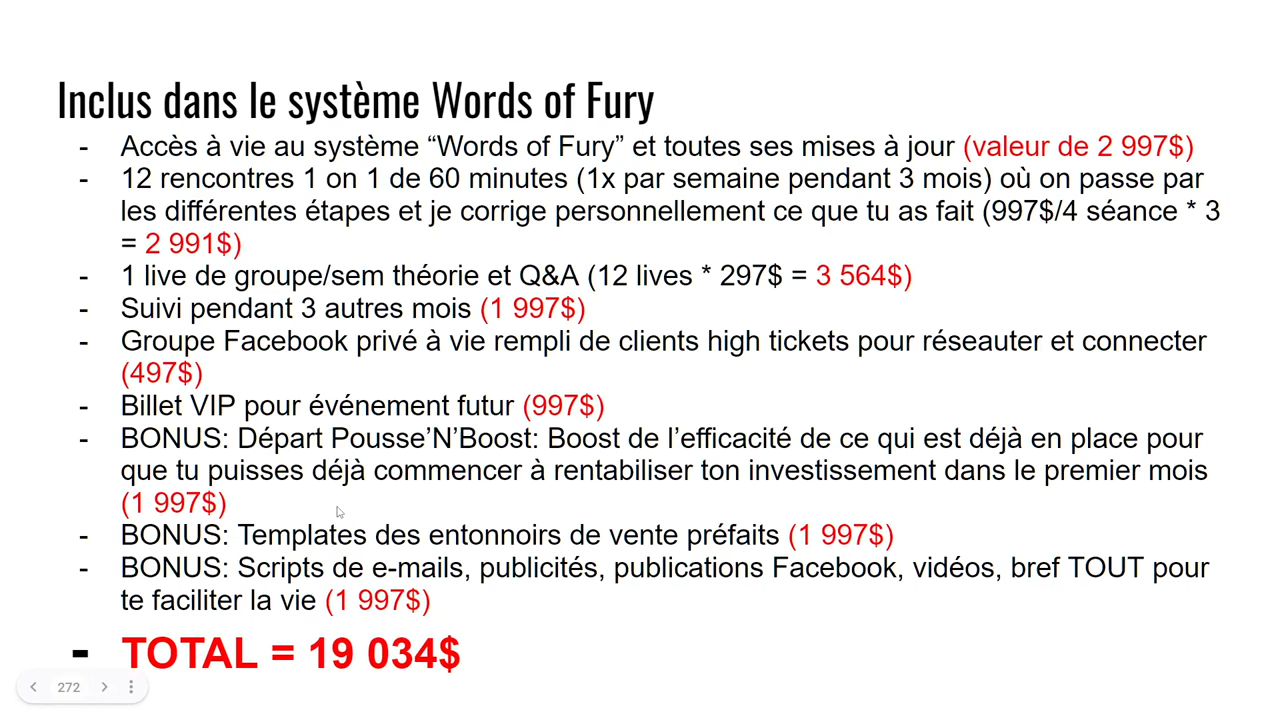 Inclus dans le système Words of Fury
- Accès à vie au système “Words of Fury” et toutes ses mises à jour (valeur de 2 997$)
- 12 rencontres 1 on 1 de 60 minutes (1x par semaine pendant 3 mois) où on passe par
les différentes étapes et je corrige personnellement ce que tu as fait (997$/4 séance * 3
= 2 991$)
- 1 live de groupe/sem théorie et Q&A (12 lives * 297$ = 3 564$)
- Suivi pendant 3 autres mois (1 997$)
- Groupe Facebook privé à vie rempli de clients high tickets pour réseauter et connecter
(497$)
- Billet VIP pour événement futur (997$)
- BONUS: Départ Pousse’N’Boost: Boost de l’efficacité de ce qui est déjà en place pour
que tu puisses déjà commencer à rentabiliser ton investissement dans le premier mois
(1 997$)
- BONUS: Templates des entonnoirs de vente préfaits (1 997$)
- BONUS: Scripts de e-mails, publicités, publications Facebook, vidéos, bref TOUT pour
te faciliter la vie (1 997$)
- TOTAL = 19 034$
272